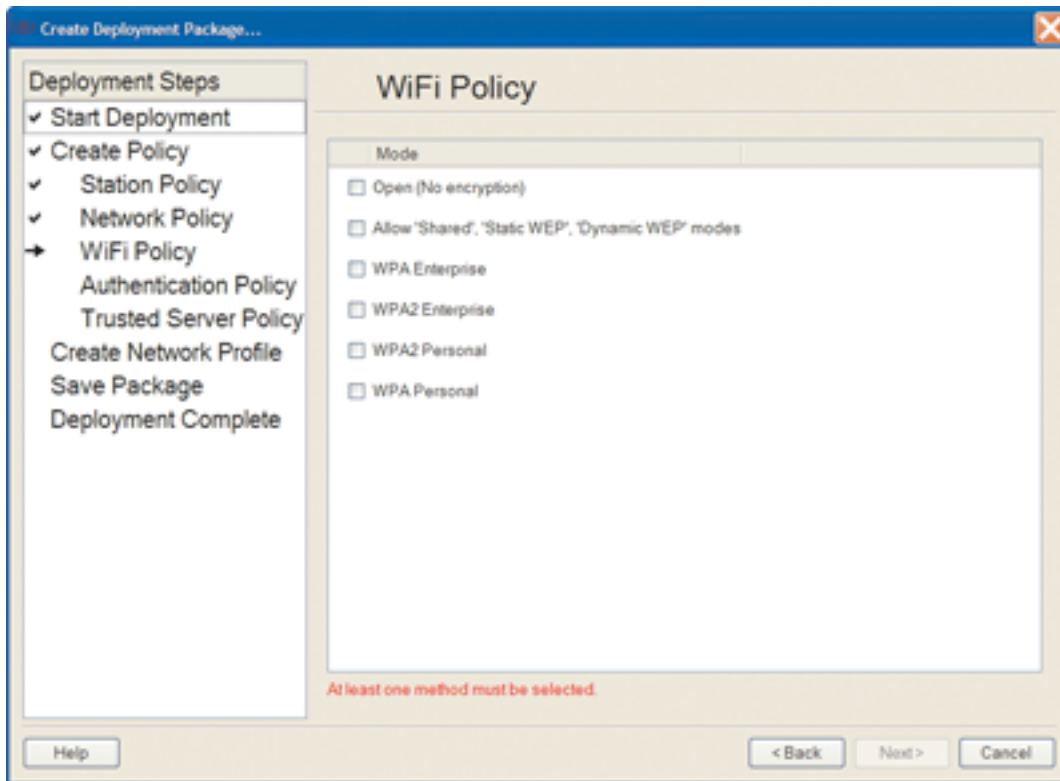 Create Deployment Package...
Deployment Steps
Start Deployment
Create Policy
Station Policy
Network Policy
WiFi Policy
Authentication Policy
Trusted Server Policy
Create Network Profile
Save Package
Deployment Complete
WiFi Policy
Mode
Open (No encryption)
Allow 'Shared', 'Static WEP', 'Dynamic WEP' modes
WPA Enterprise
WPA2 Enterprise
WPA2 Personal
WPA Personal
At least one method must be selected.
Help
< Back
Next >
Cancel